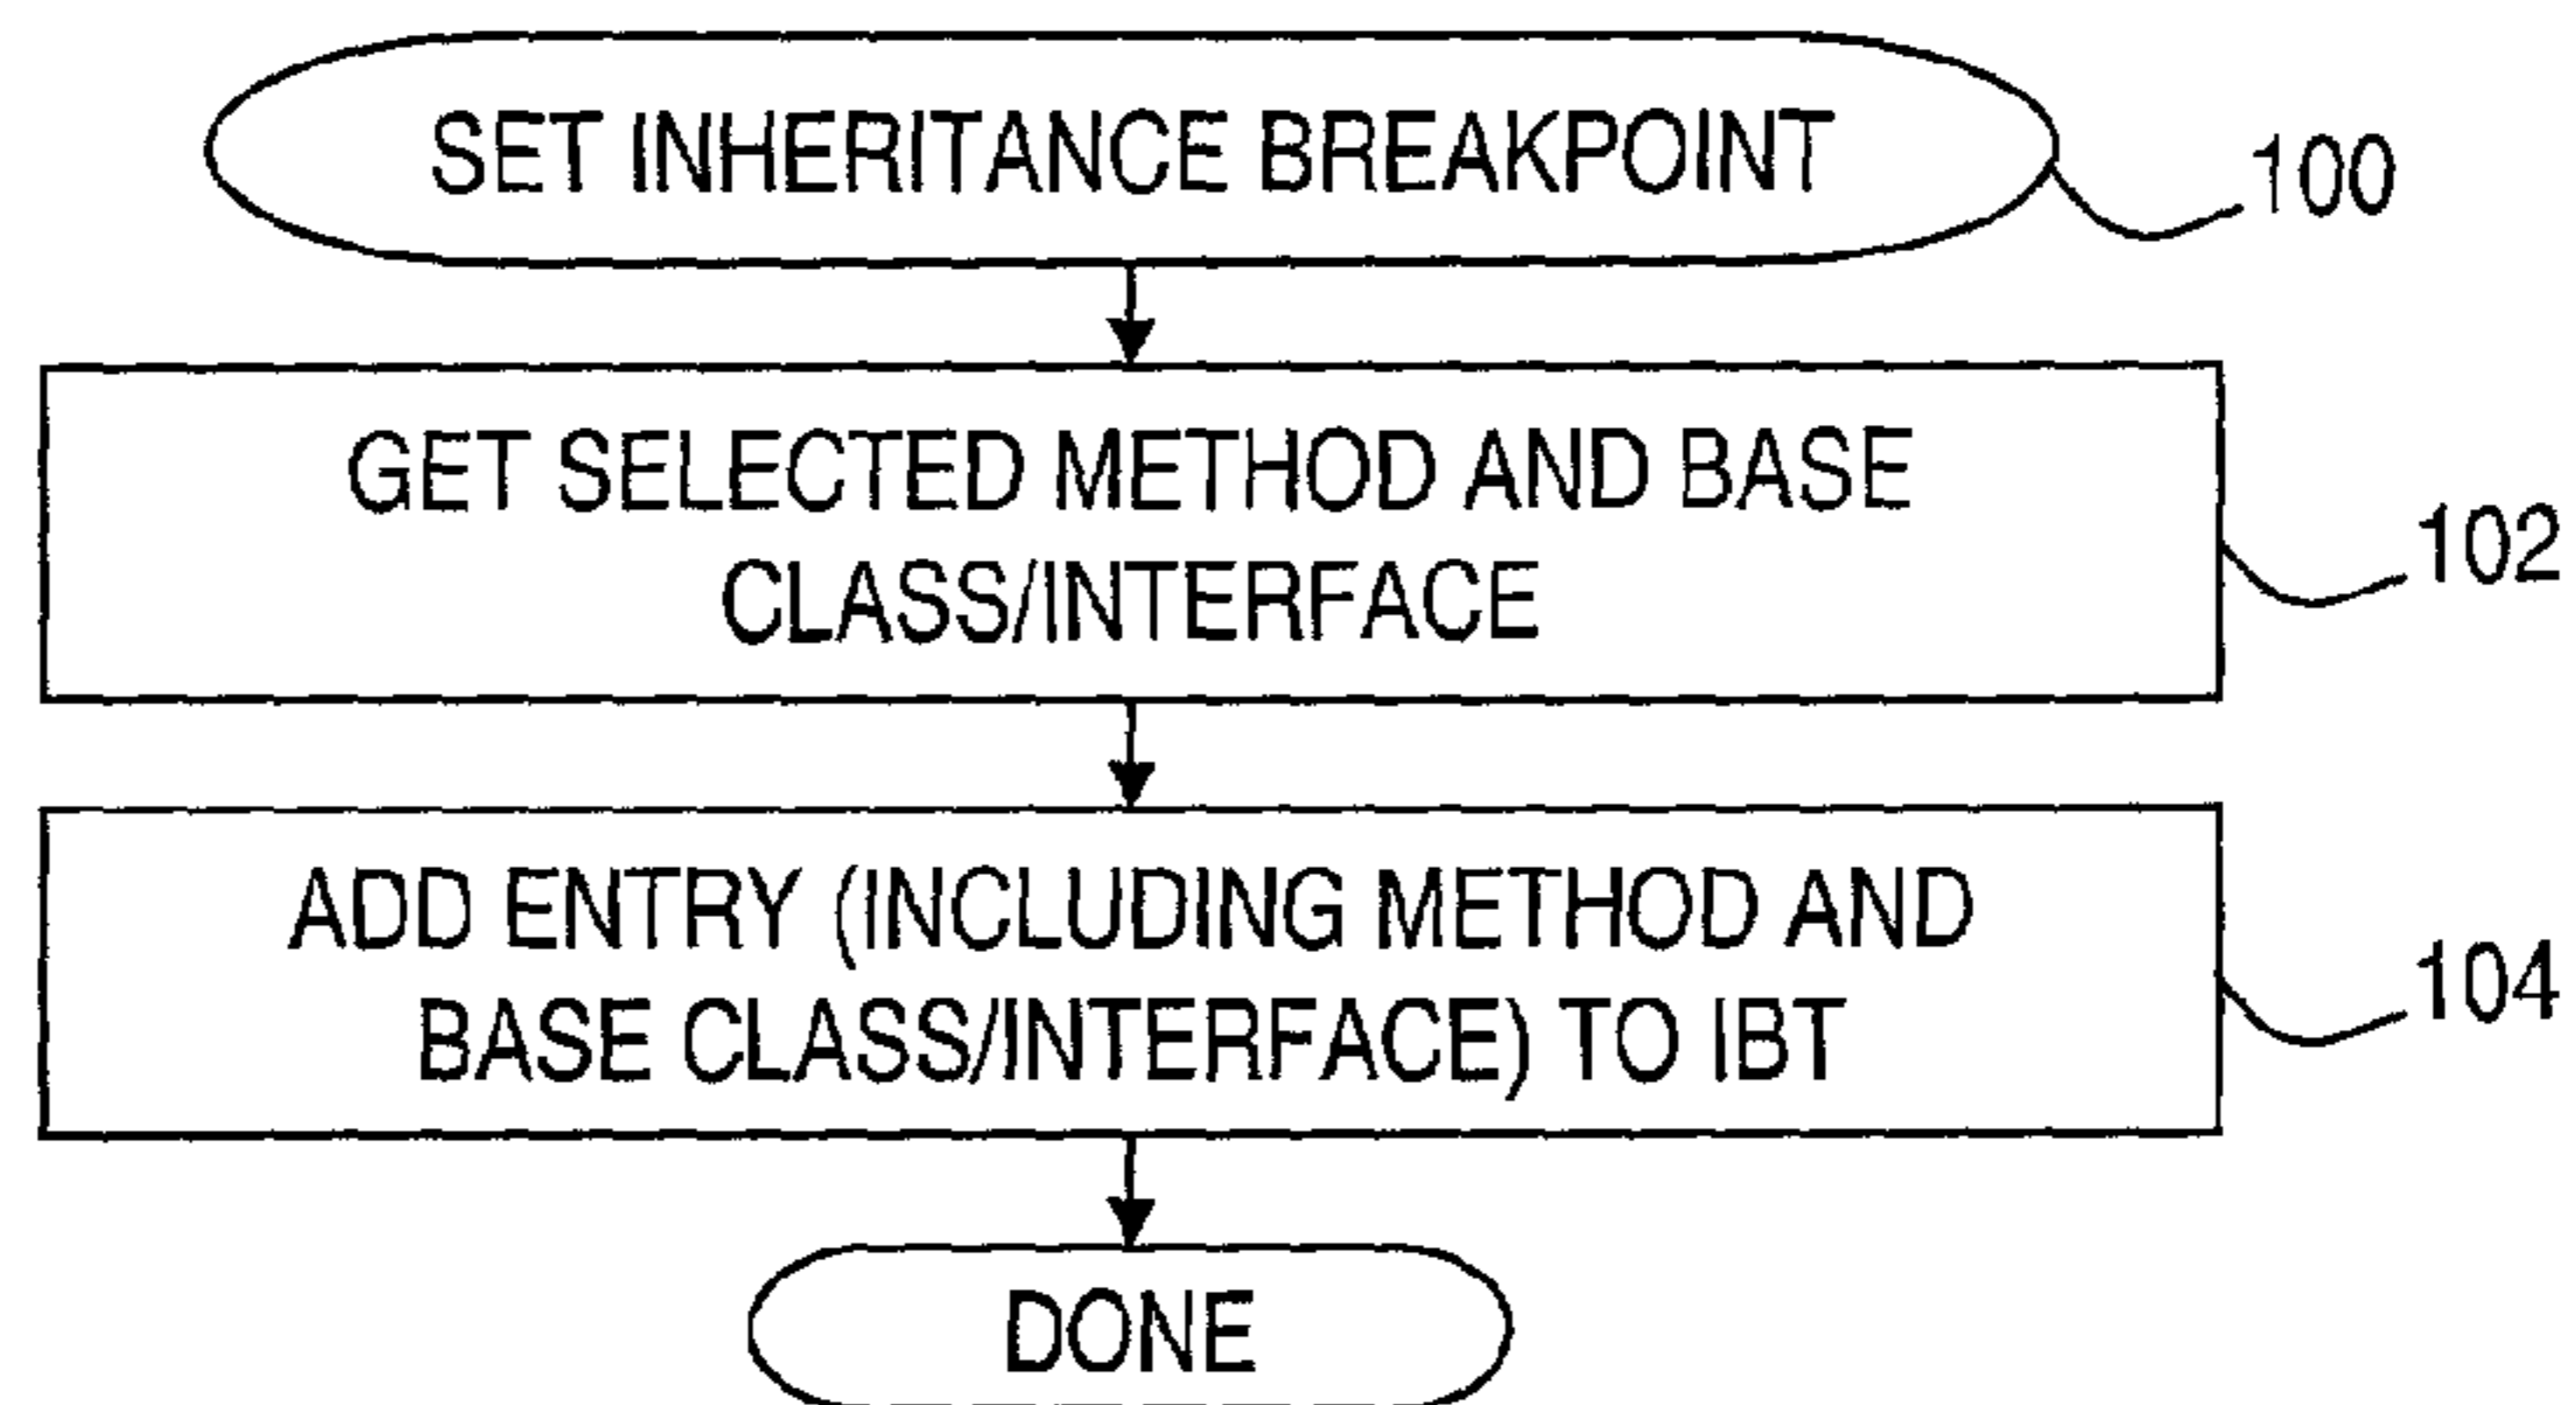 SET INHERITANCE BREAKPOINT
100
GET SELECTED METHOD AND BASE
CLASS/INTERFACE
102
ADD ENTRY (INCLUDING METHOD AND
BASE CLASS/INTERFACE) TO IBT
104
DONE